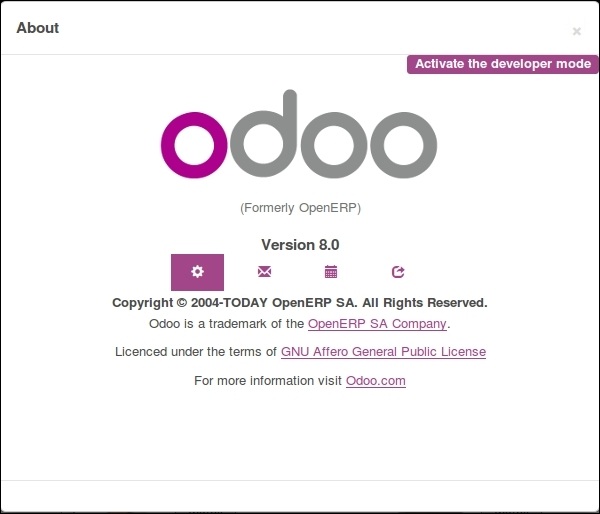 About
×
Activate the developer mode
odoo
(Formerly OpenERP)
Version 8.0
Copyright © 2004-TODAY OpenERP SA. All Rights Reserved.
Odoo is a trademark of the OpenERP SA Company.
Licenced under the terms of GNU Affero General Public License
For more information visit Odoo.com